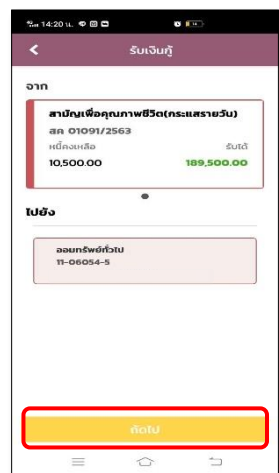 14:20 น.
รับเงินกู้
จาก
สามัญเพื่อคุณภาพชีวิต(กระแสรายวัน)
สค 01091/2563
หนี้คงเหลือ รับได้
10,500.00 189,500.00
ไปยัง
ออมทรัพย์ทั่วไป
11-06054-5
ถัดไป